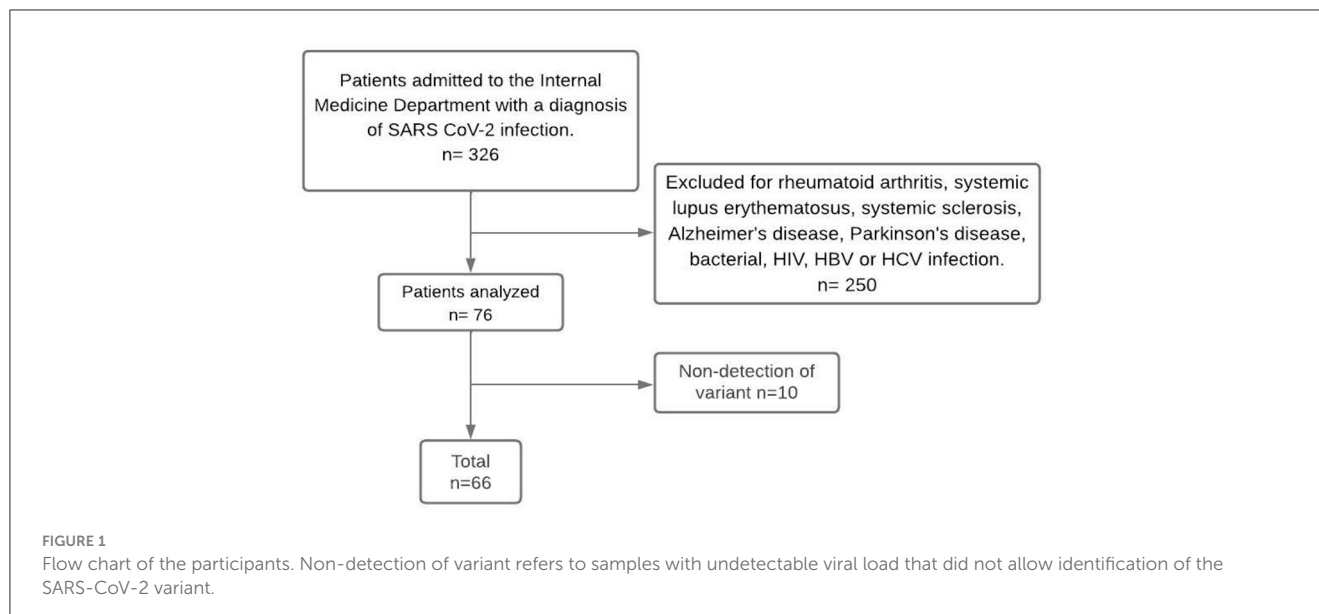 Patients admitted to the Internal
Medicine Department with a diagnosis
of SARS CoV-2 infection.
n= 326
Excluded for rheumatoid arthritis, systemic
lupus erythematosus, systemic sclerosis,
Alzheimer's disease, Parkinson's disease,
bacterial, HIV, HBV or HCV infection.
n= 250
Patients analyzed
n= 76
Non-detection of
variant n=10
Total
n=66
FIGURE 1
Flow chart of the participants. Non-detection of variant refers to samples with undetectable viral load that did not allow identification of the
SARS-CoV-2 variant.